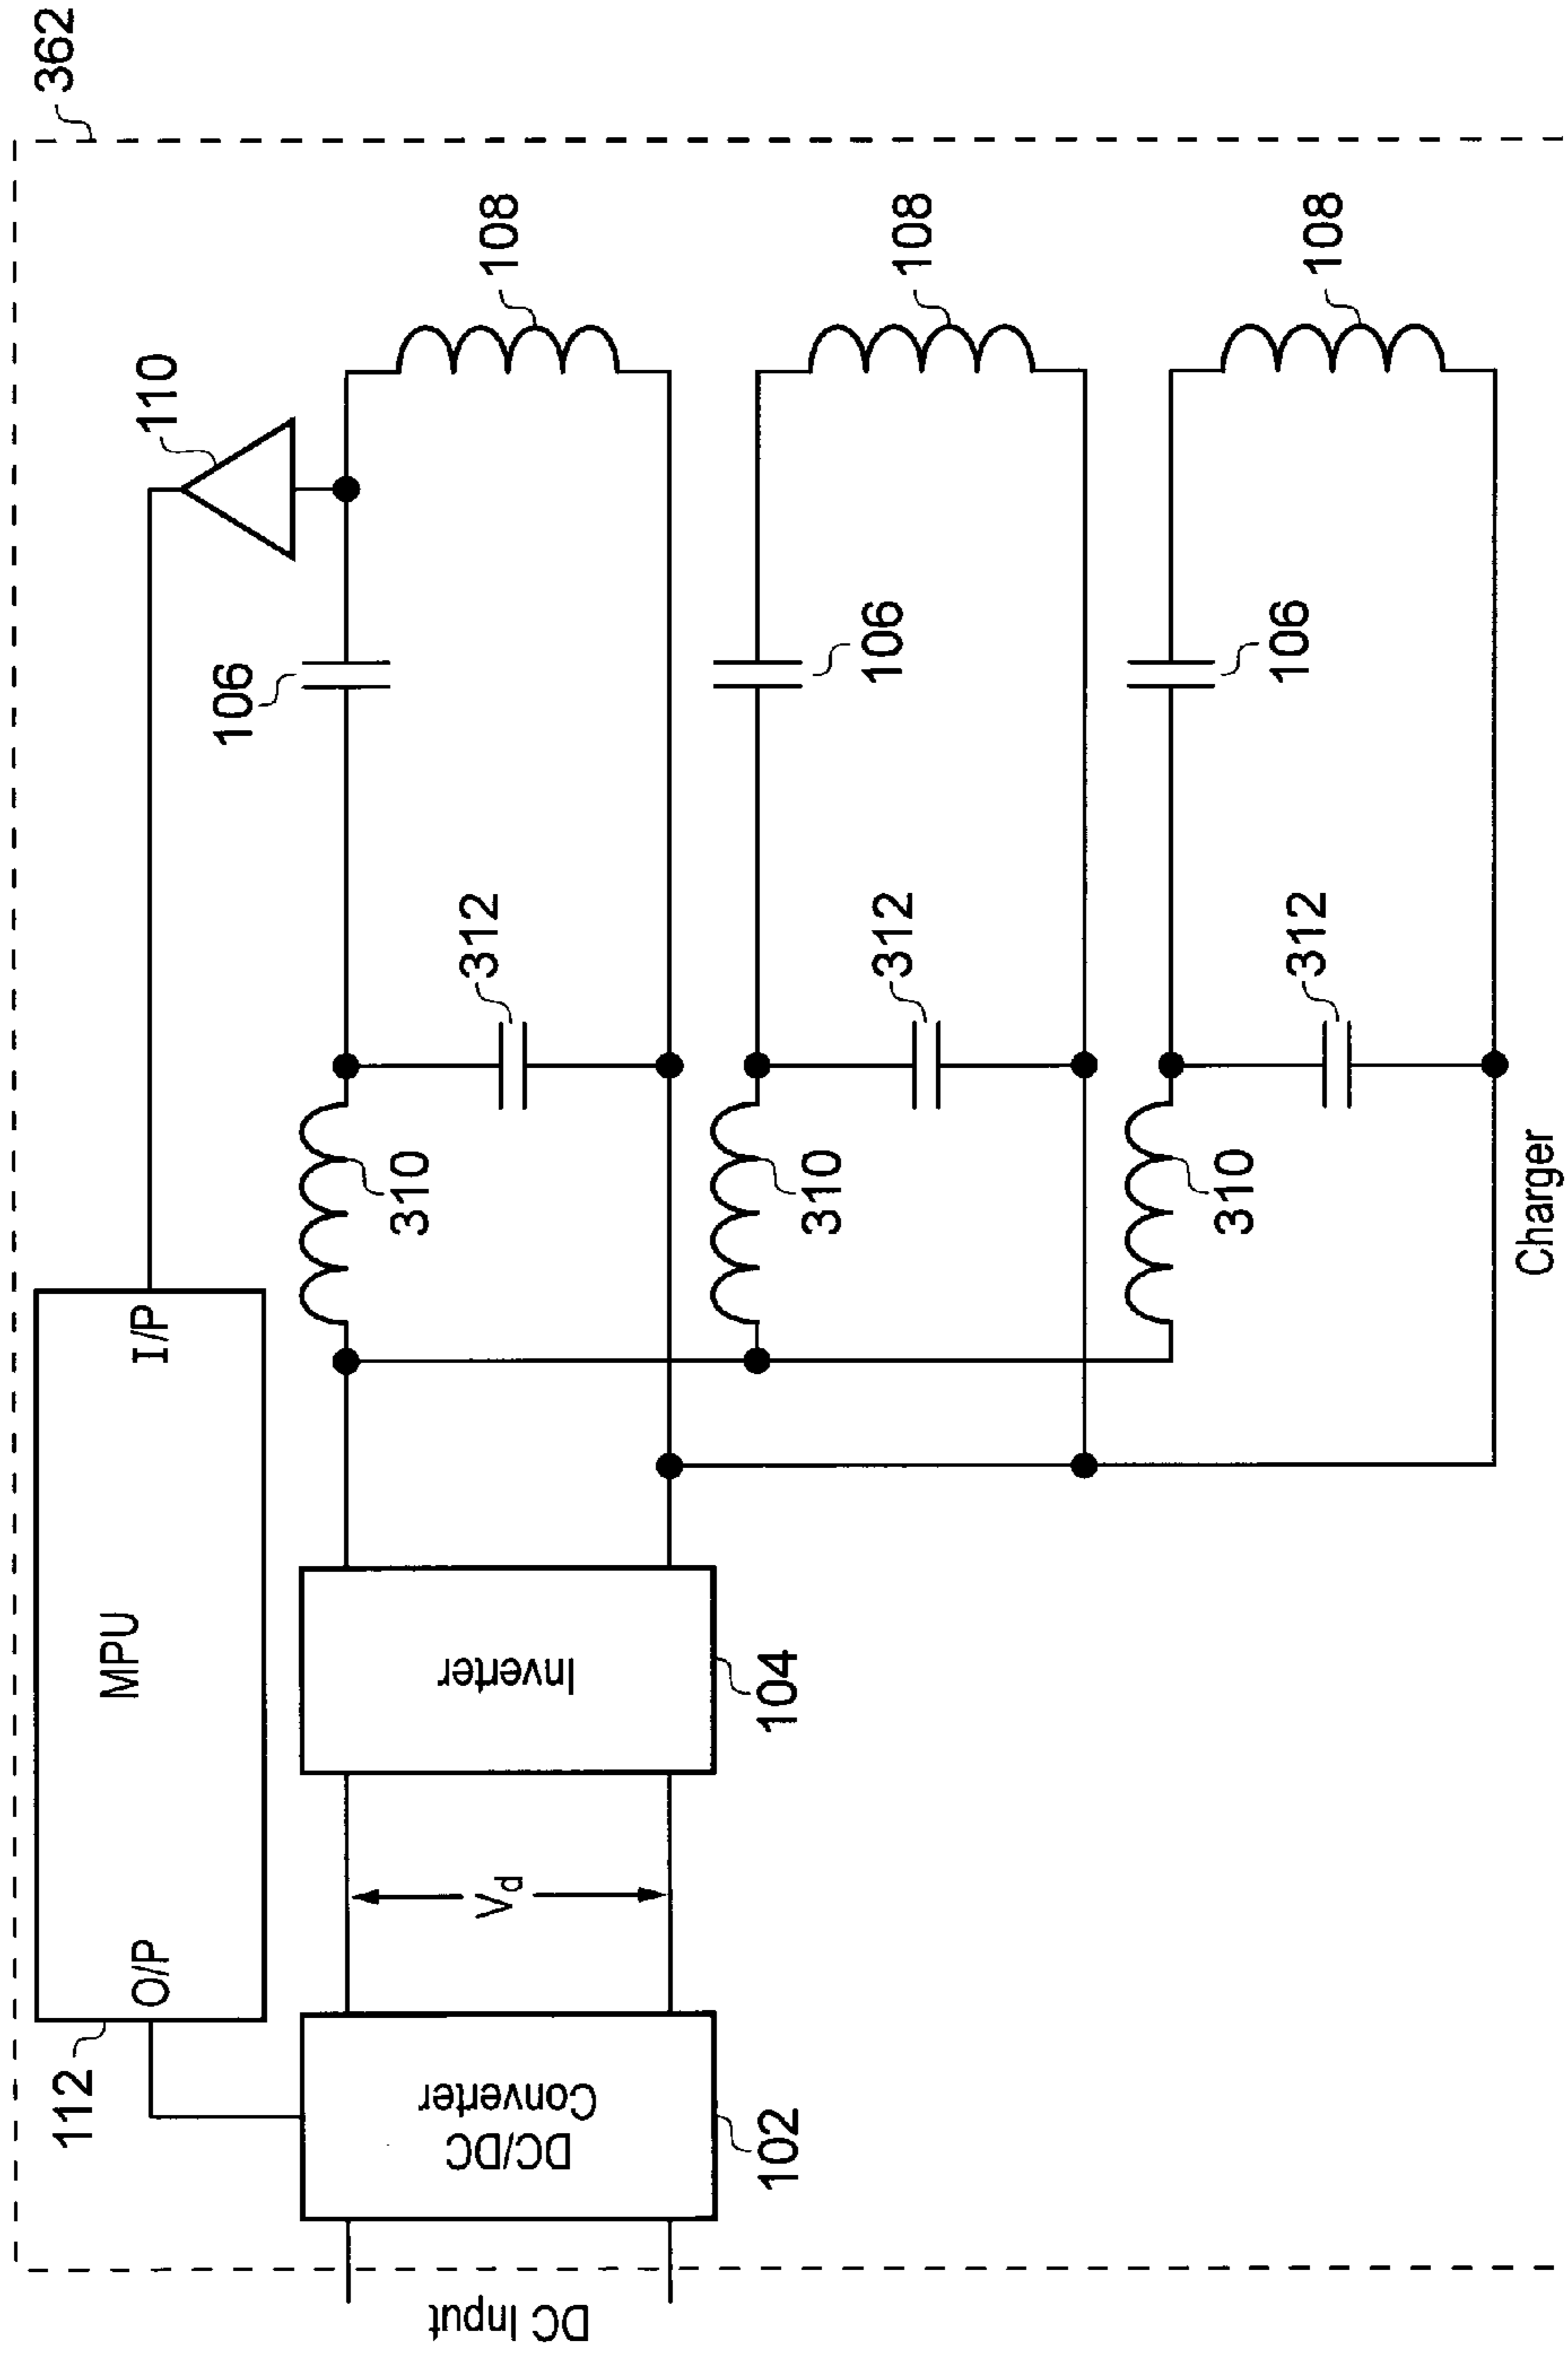 362
110
108
108
108
106
106
106
312
312
312
310
310
310
I/P
MPU
O/P
112
Inverter
104
Vd
DC/DC
Converter
102
DC Input
Charger